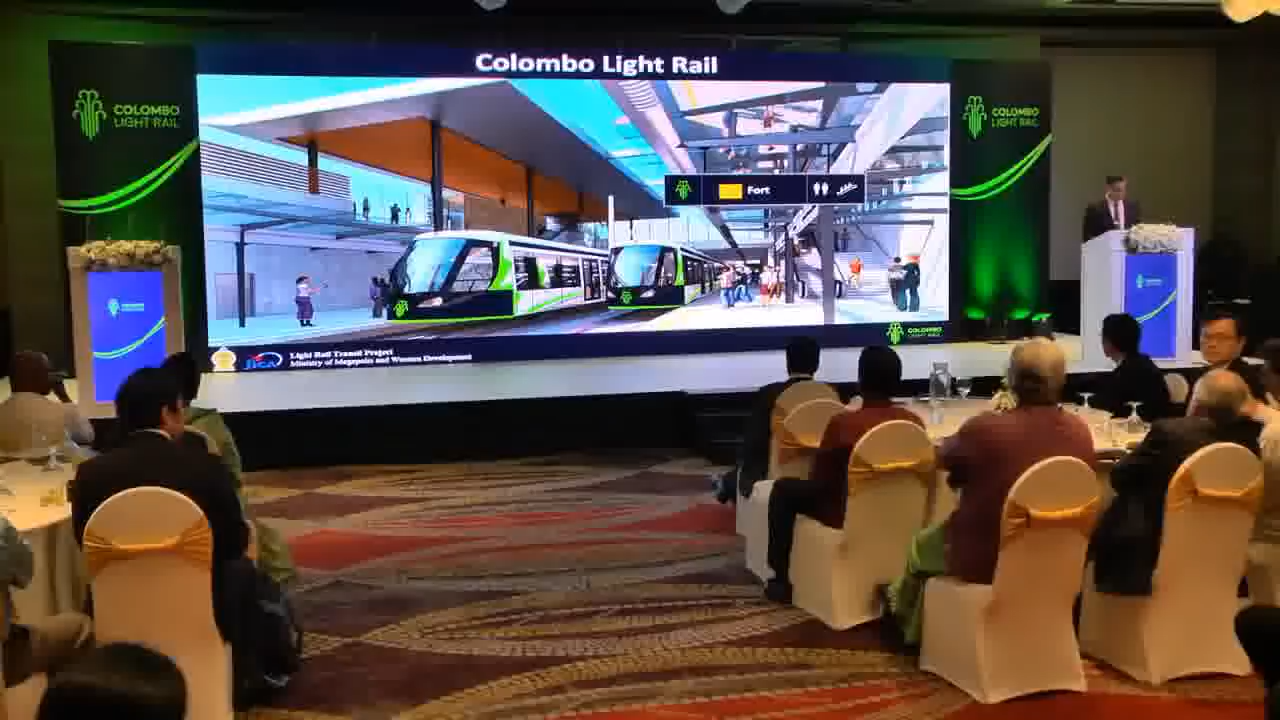 Colombo Light Rail
COLOMBO
LIGHT RAIL
COLOMBO
LIGHT RAIL
Fort
COLOMBO
LIGHT RAIL
JICA
Light Rail Transit Project
Ministry of Megapolis and Western Development